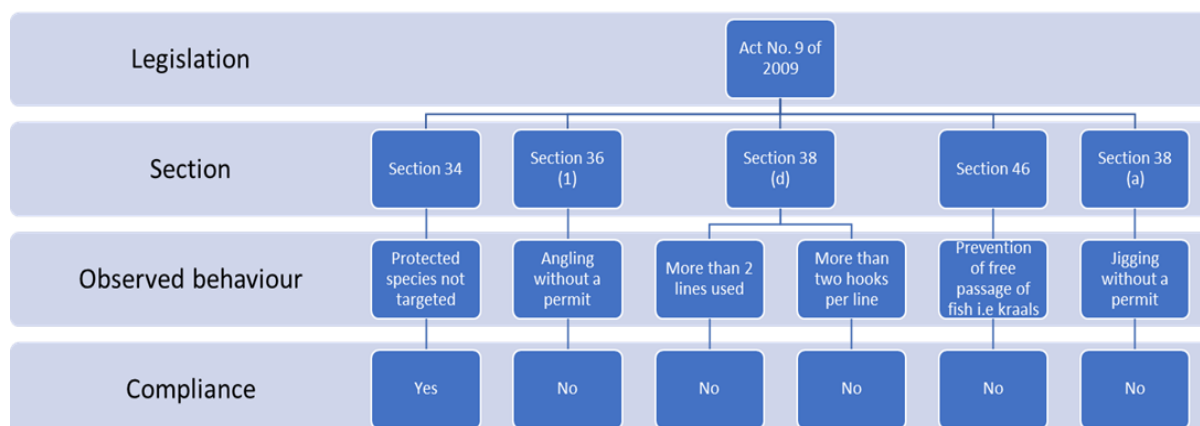 Legislation
Act No. 9 of
2009
Section
Section 34
Section 36
(1)
Section 38
(d)
Section 46
Section 38
(a)
Observed behaviour
Protected
species not
targeted
Angling
without a
permit
More than 2
lines used
More than
two hooks
per line
Prevention
of free
passage of
fish i.e kraals
Jigging
without a
permit
Compliance
Yes
No
No
No
No
No